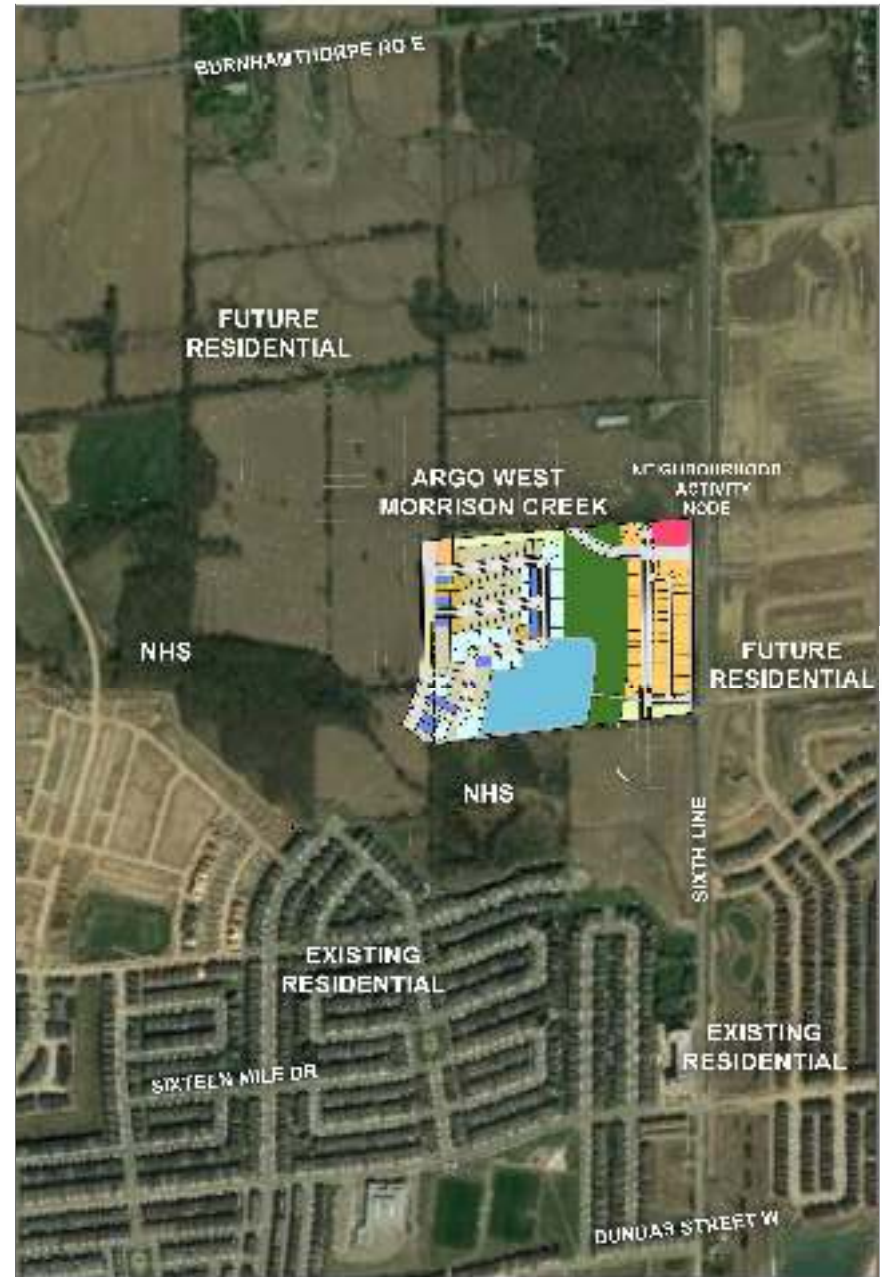 BURNHAMTHORPE RD E
FUTURE
RESIDENTIAL
ARGO WEST
MORRISON CREEK
NEIGHBOURHOOD
ACTIVITY
NODE
NHS
FUTURE
RESIDENTIAL
NHS
SIXTH LINE
EXISTING
RESIDENTIAL
EXISTING
RESIDENTIAL
SIXTEEN MILE DR
DUNDAS STREET W